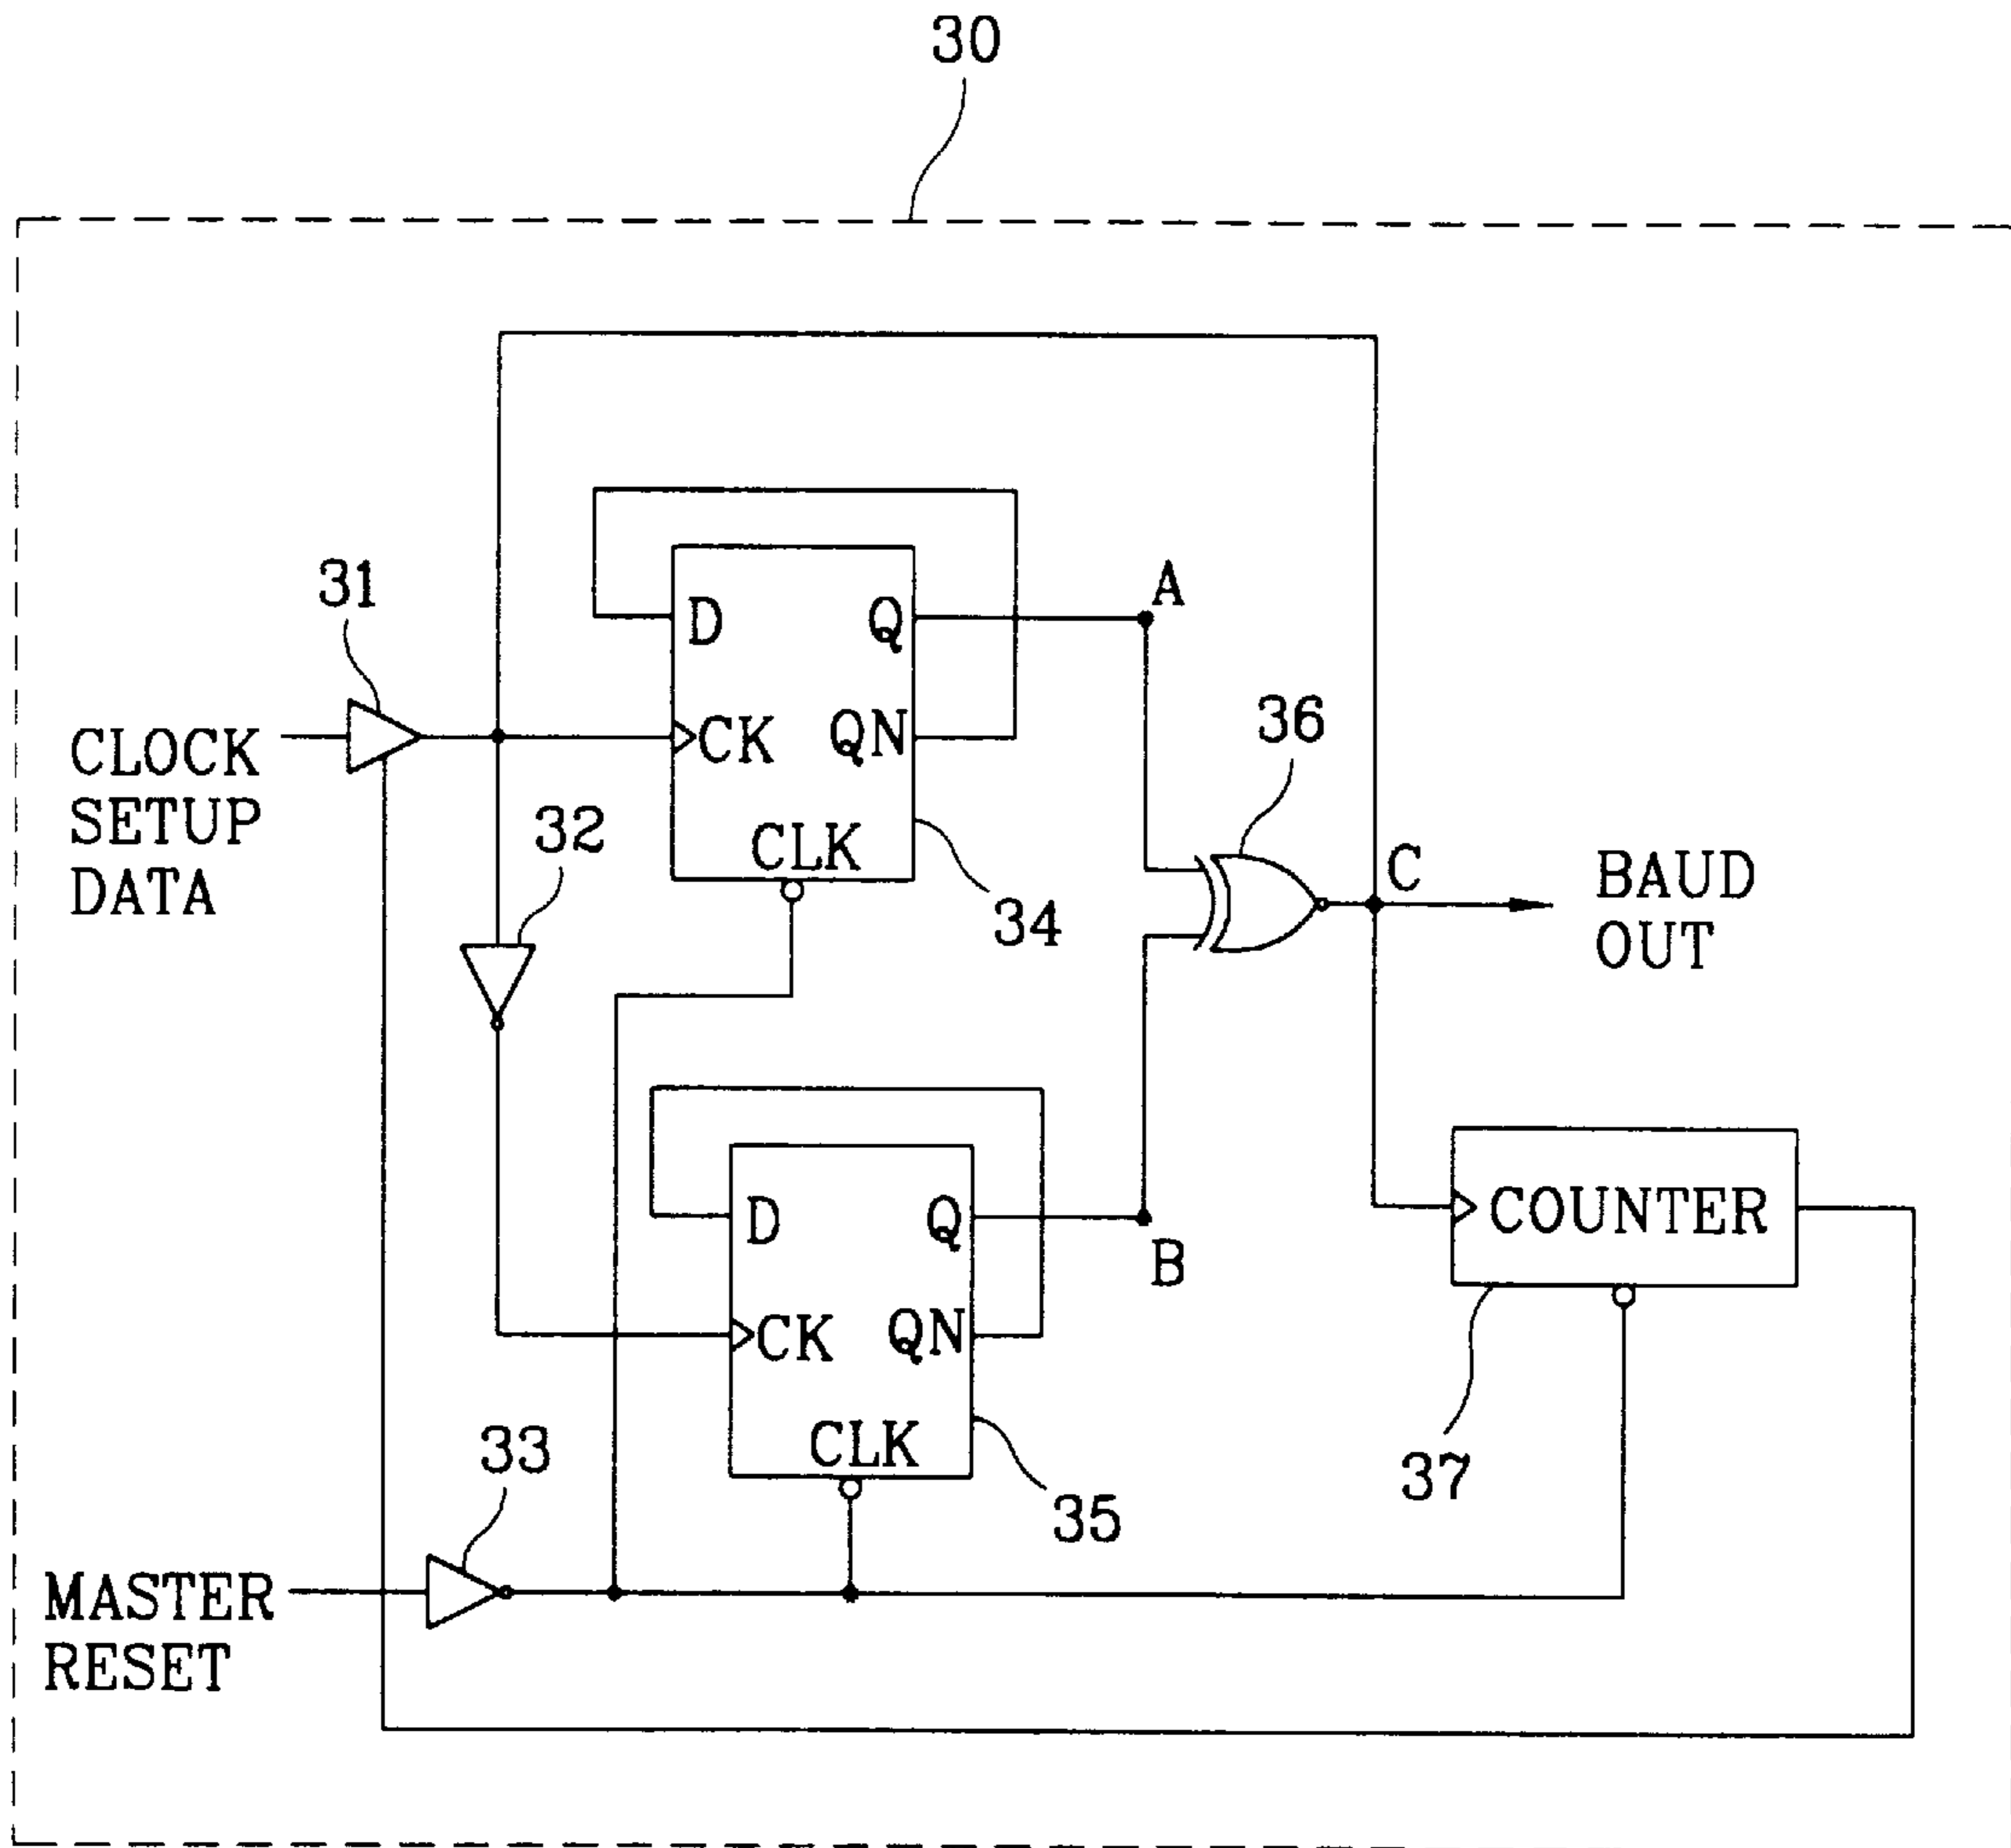 30
31
D
Q
A
CLOCK
SETUP
DATA
CK
QN
36
32
CLK
34
C
BAUD
OUT
D
Q
B
COUNTER
CK
QN
33
CLK
35
37
MASTER
RESET